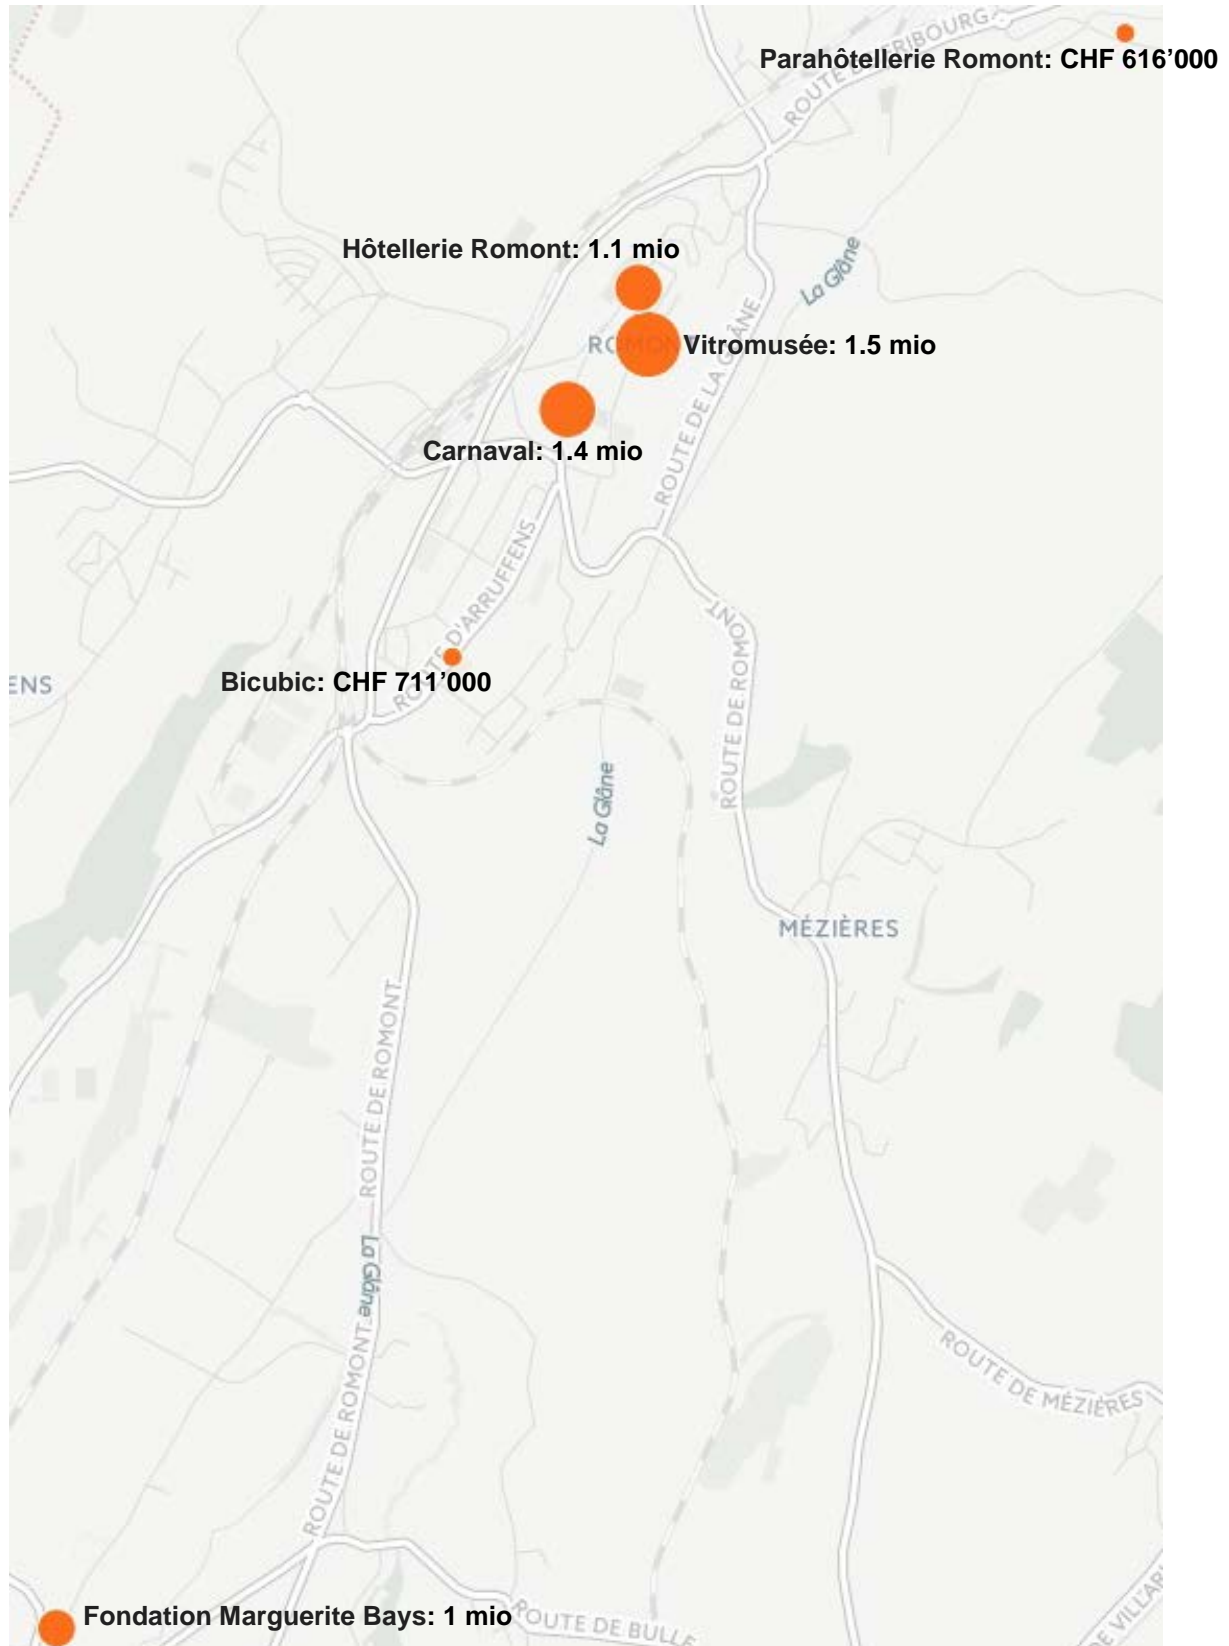 ROUTE DE FRIBOURG
Parahôtellerie Romont: CHF 616’000
Hôtellerie Romont: 1.1 mio
La Glâne
ROMONT
Vitromusée: 1.5 mio
ROUTE DE LA GLÂNE
Carnaval: 1.4 mio
ROUTE D'ARRUFFENS
ROUTE DE ROMONT
Bicubic: CHF 711’000
ENS
La Glâne
MÉZIÈRES
ROUTE DE ROMONT
La Glâne
ROUTE DE ROMONT
ROUTE DE MÉZIÈRES
Fondation Marguerite Bays: 1 mio
ROUTE DE BULLE
E VILLAR